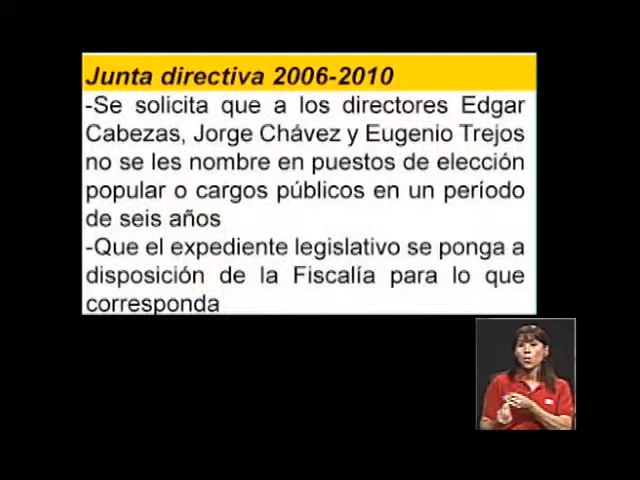 Junta directiva 2006-2010
-Se solicita que a los directores Edgar
Cabezas, Jorge Chávez y Eugenio Trejos
no se les nombre en puestos de elección
popular o cargos públicos en un período
de seis años
-Que el expediente legislativo se ponga a
disposición de la Fiscalía para lo que
corresponda